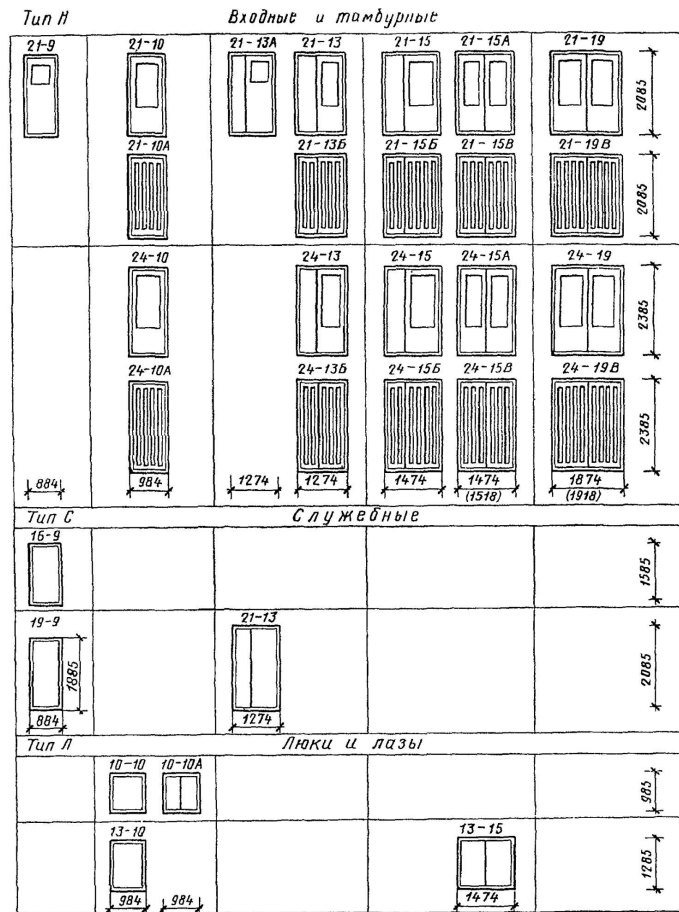 Тип Н Входные и тамбурные
21-9 21-10 21-13А 21-13 21-15 21-15А 21-19
2085
21-10А 21-13Б 21-15Б 21-15В 21-19В
2085
24-10 24-13 24-15 24-15А 24-19
2385
24-10А 24-13Б 24-15Б 24-15В 24-19В
2385
884 984 1274 1274 1474 1474 1874
(1518) (1918)
Тип С Служебные
16-9
1585
19-9 21-13
1885 2085
884 1274
Тип Л Люки и лазы
10-10 10-10А
985
13-10 13-15
1285
984 984 1474